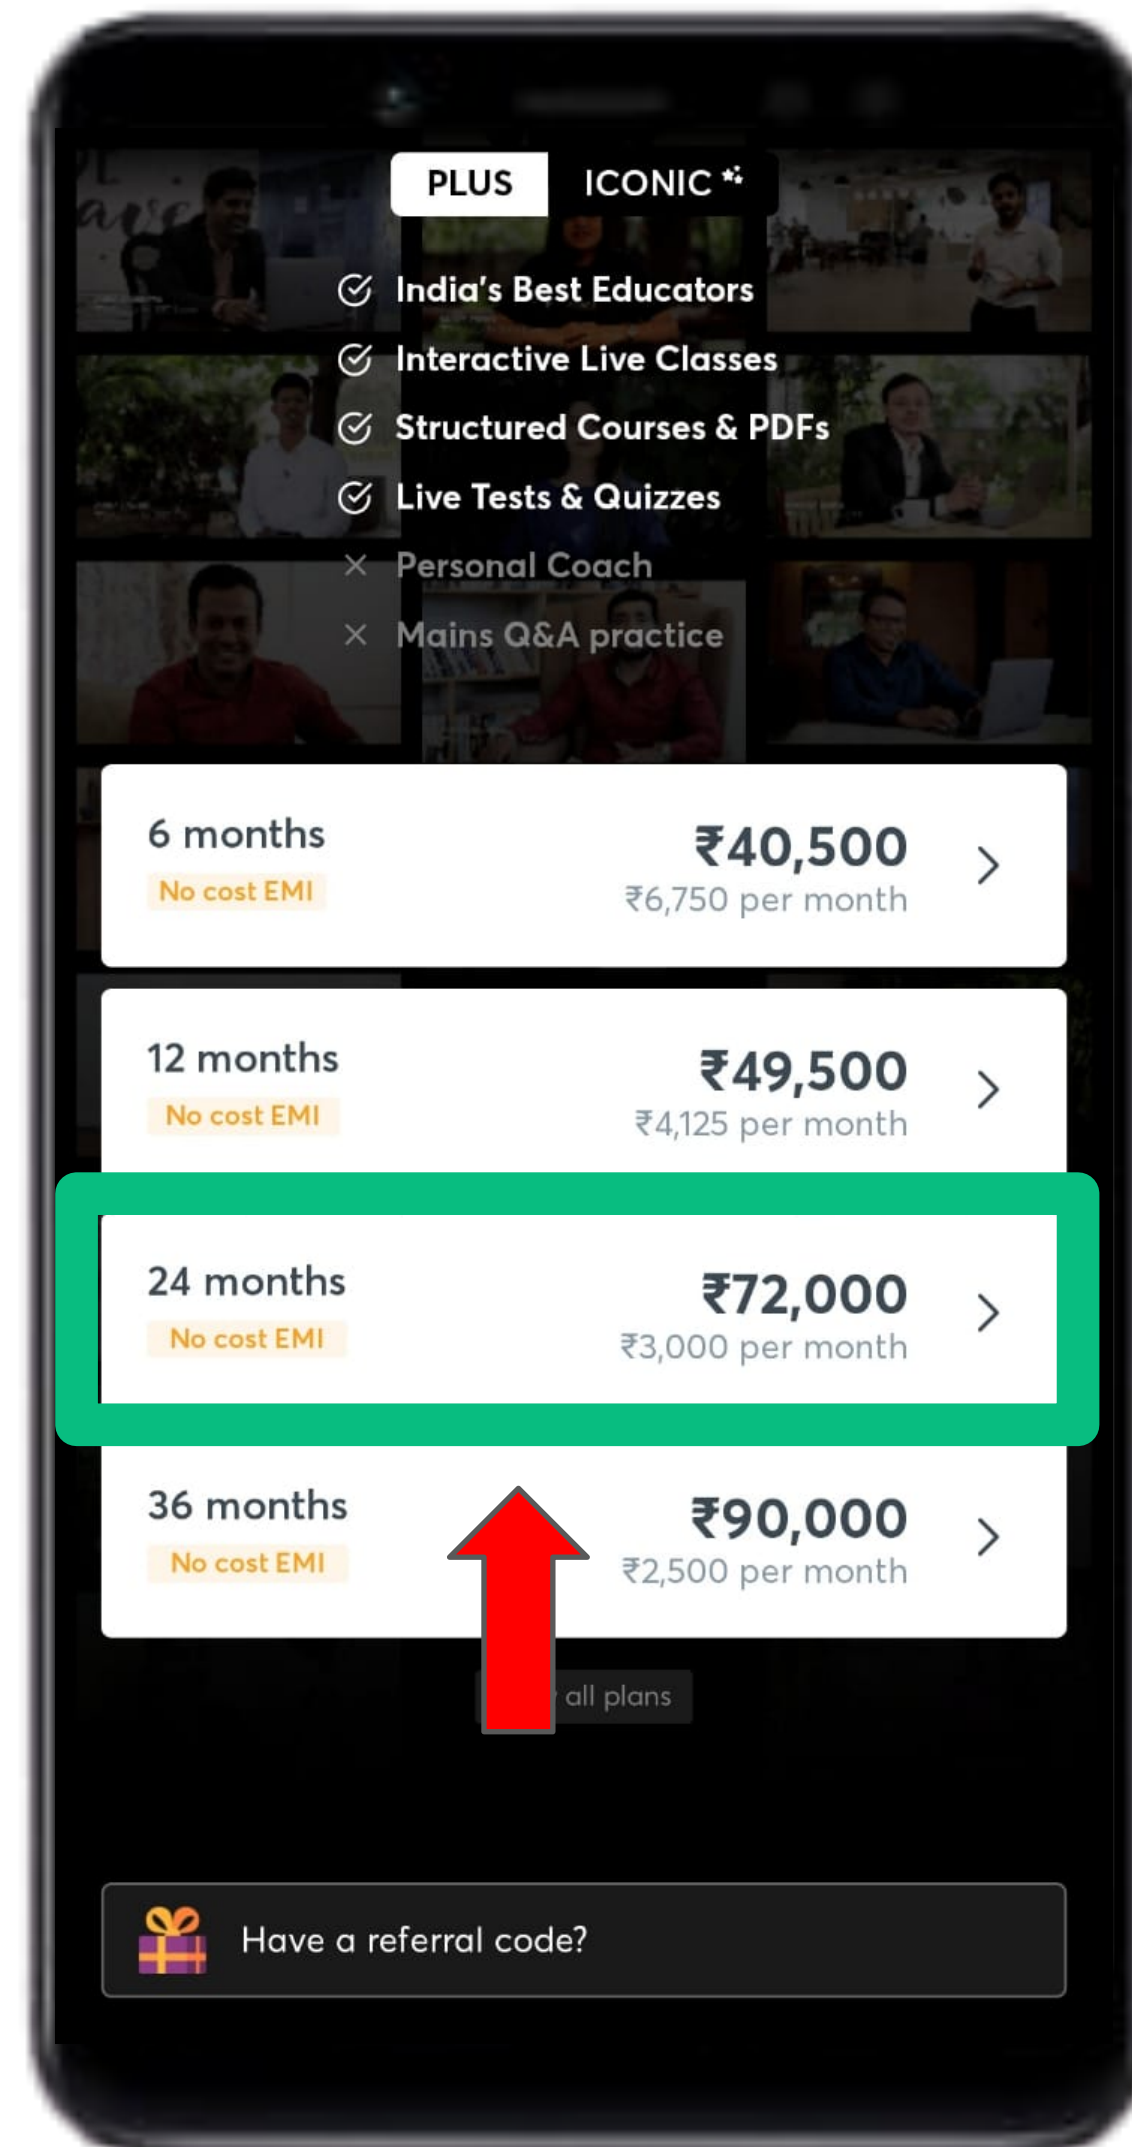 PLUS
ICONIC
India's Best Educators
Interactive Live Classes
Structured Courses & PDFs
Live Tests & Quizzes
Personal Coach
Mains Q&A practice
6 months
₹40,500
No cost EMI
₹6,750 per month
12 months
₹49,500
No cost EMI
₹4,125 per month
24 months
₹72,000
No cost EMI
₹3,000 per month
36 months
₹90,000
No cost EMI
₹2,500 per month
all plans
Have a referral code?